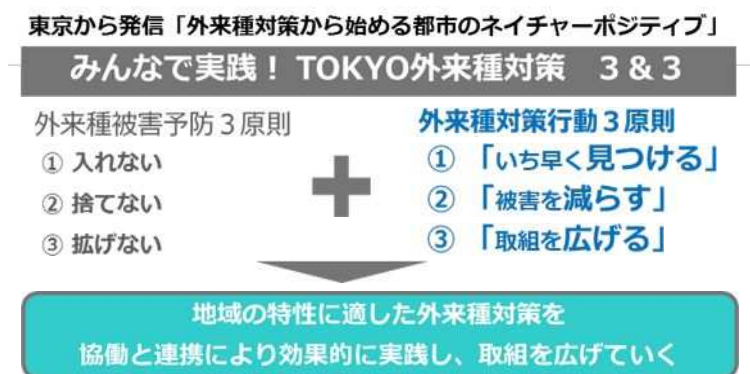 東京から発信「外来種対策から始める都市のネイチャーポジティブ」
みんなで実践！ TOKYO外来種対策　３＆３
外来種被害予防３原則
① 入れない
② 捨てない
③ 拡げない
＋
外来種対策行動３原則
① 「いち早く見つける」
② 「被害を減らす」
③ 「取組を広げる」
地域の特性に適した外来種対策を
協働と連携により効果的に実践し、取組を広げていく